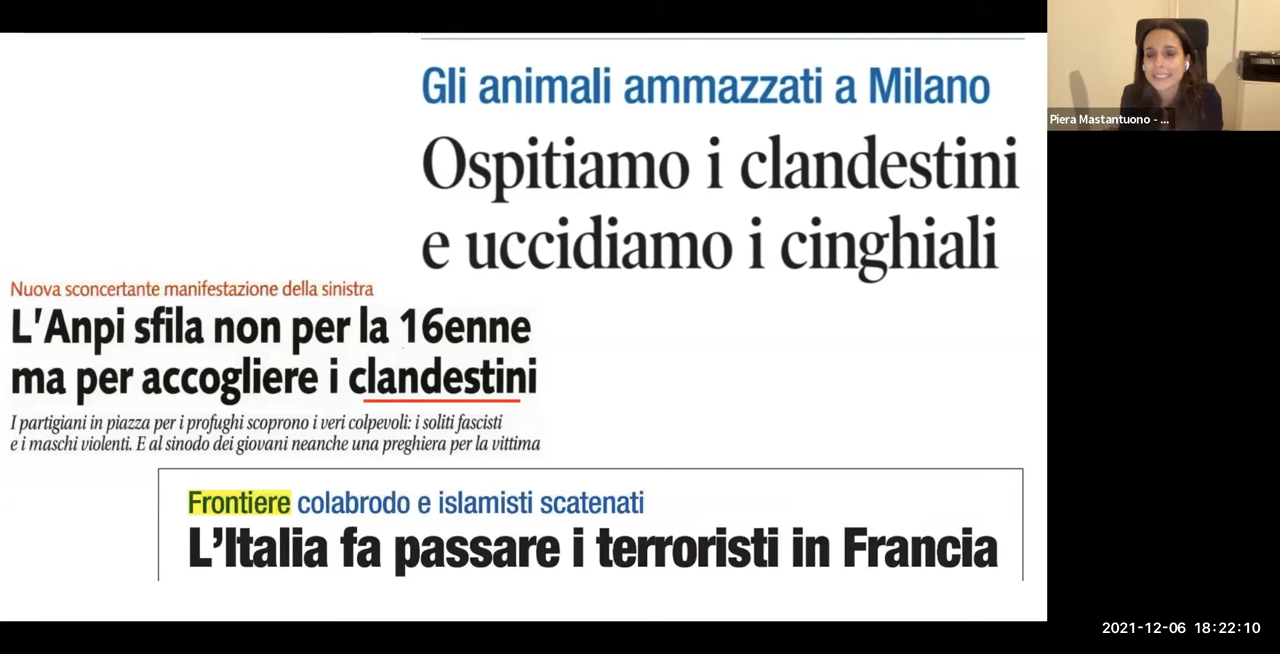 Gli animali ammazzati a Milano
Ospitiamo i clandestini
e uccidiamo i cinghiali
Nuova sconcertante manifestazione della sinistra
L'Anpi sfila non per la 16enne
ma per accogliere i clandestini
I partigiani in piazza per i profughi scoprono i veri colpevoli: i soliti fascisti
e i maschi violenti. E al sinodo dei giovani neanche una preghiera per la vittima
Frontiere colabrodo e islamisti scatenati
L'Italia fa passare i terroristi in Francia
Piera Mastantuono - ...
2021-12-06 18:22:10